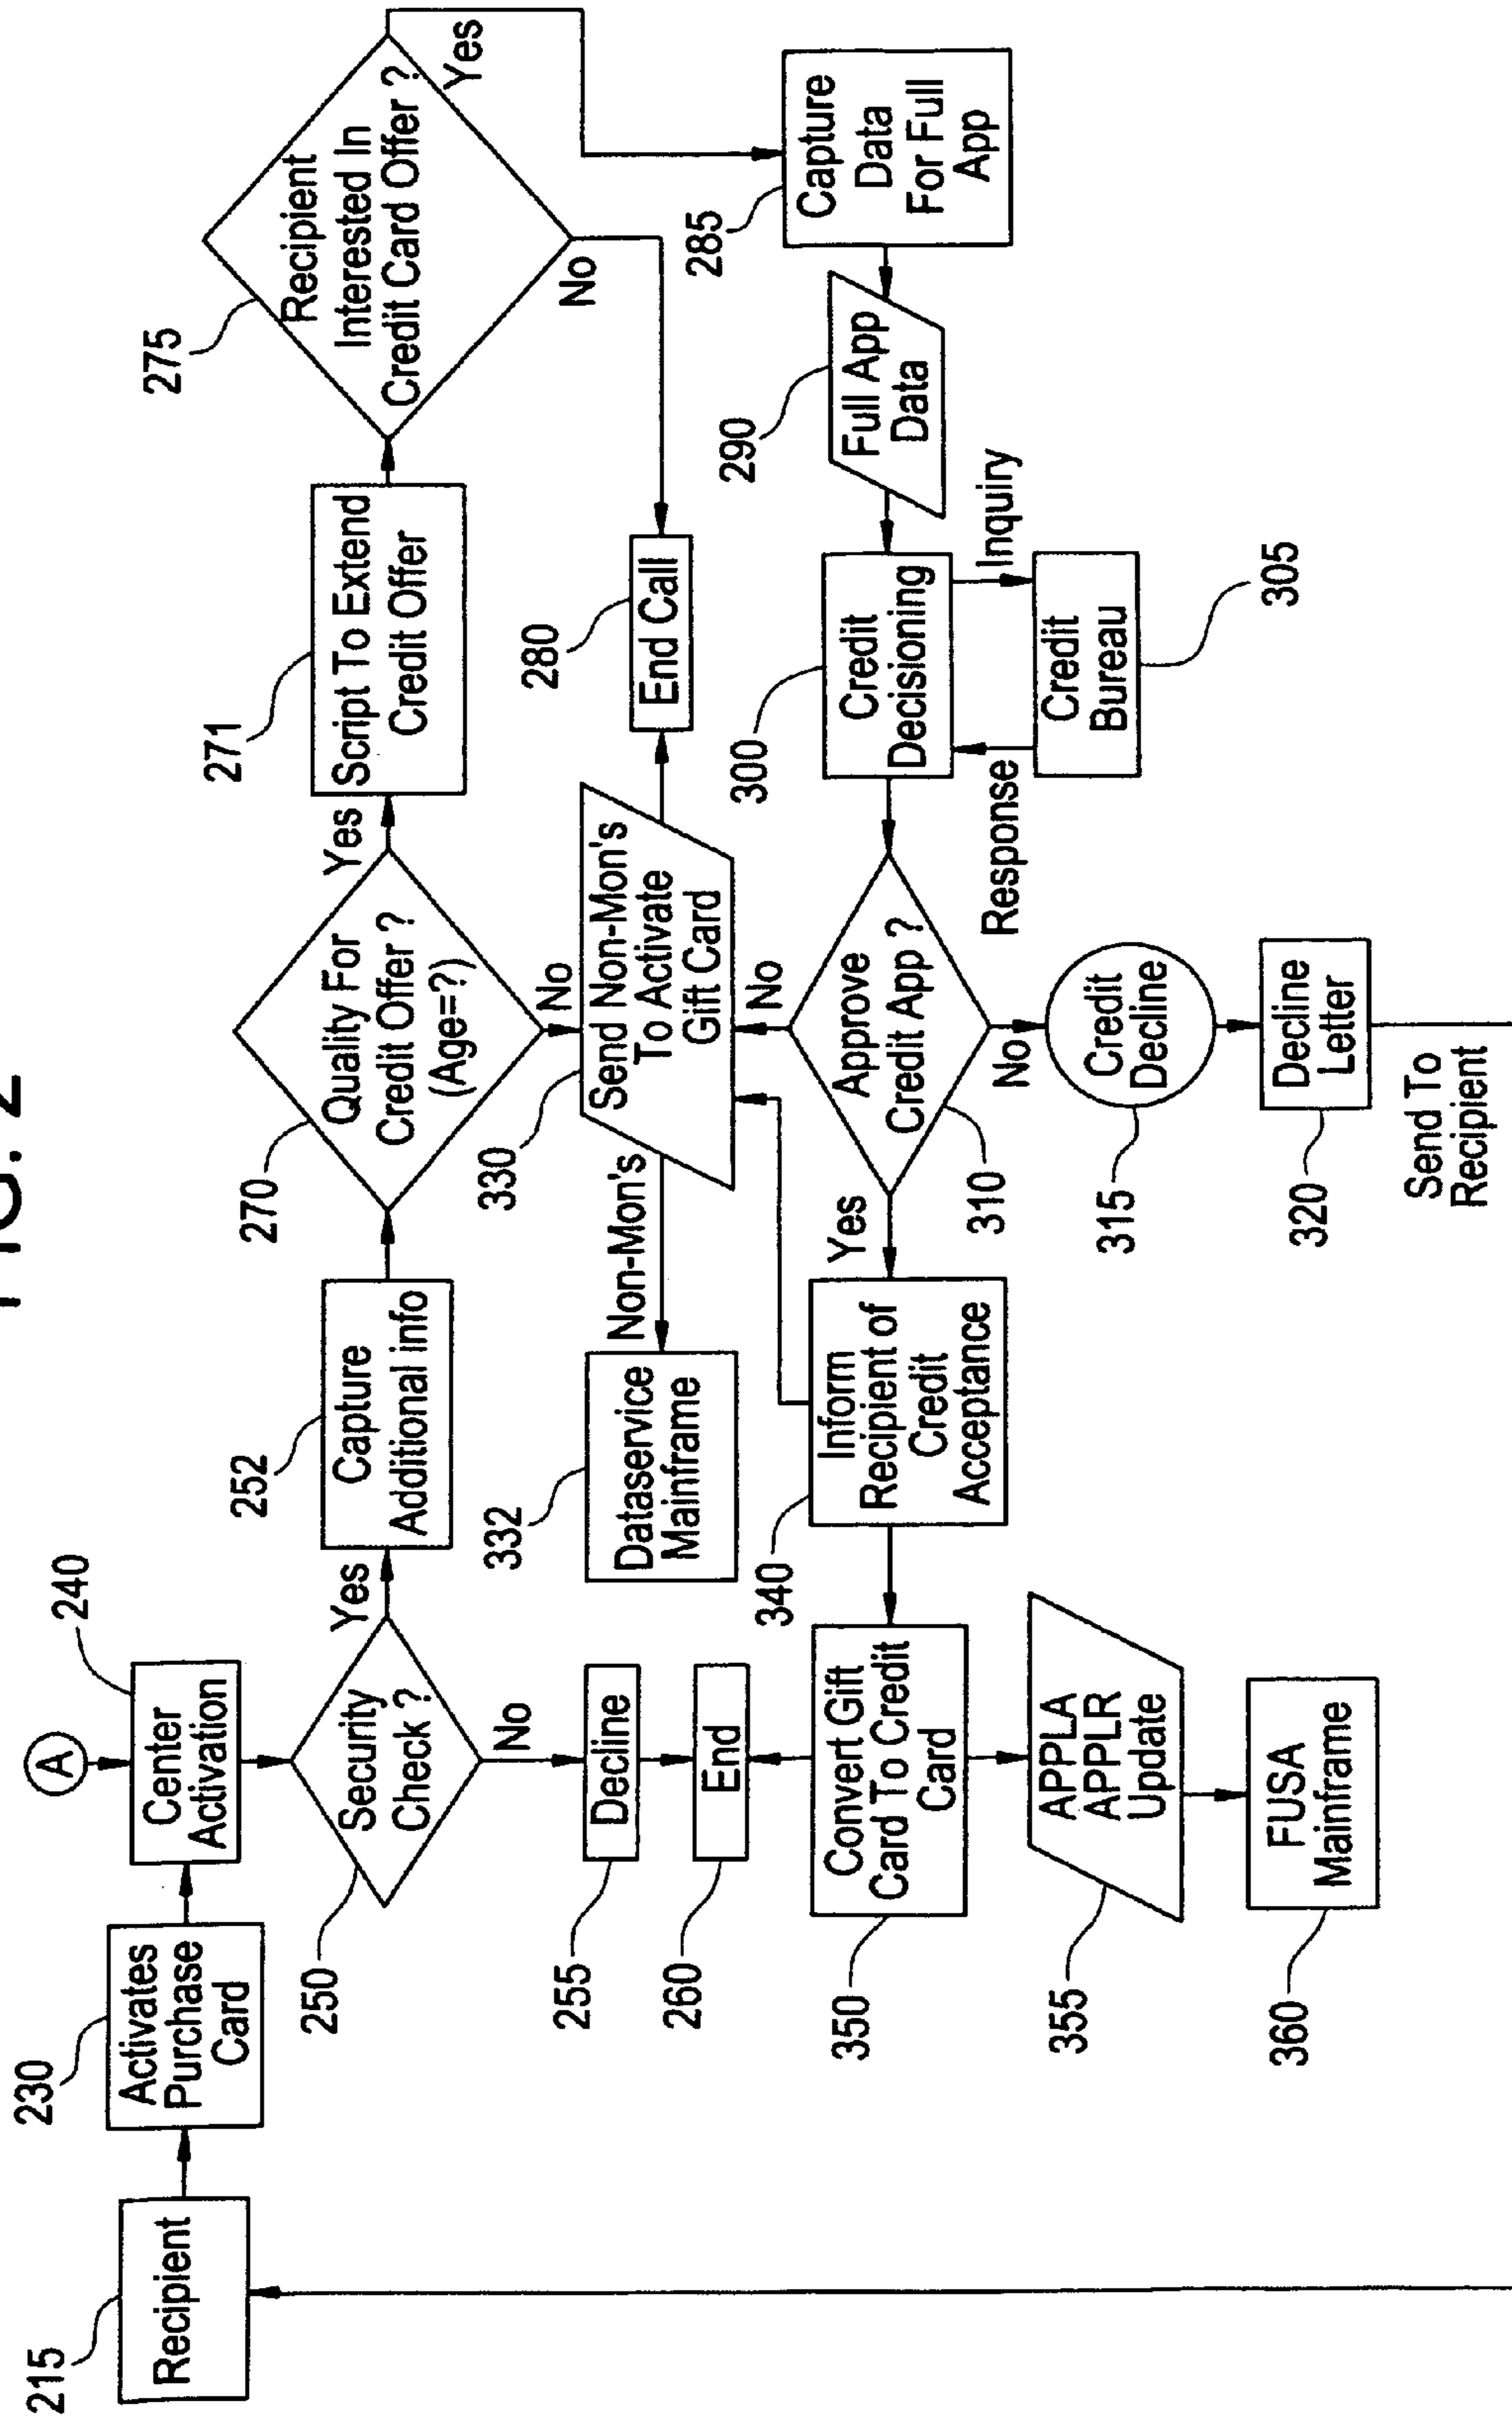 FIG. 2
A
240
Center
Activation
230
Activates
Purchase
Card
215
Recipient
250
Security
Check ?
Yes
No
252
Capture
Additional info
270
Quality For
Credit Offer ?
(Age=?)
Yes
No
271
Script To Extend
Credit Offer
275
Recipient
Interested In
Credit Card Offer ?
Yes
No
255
Decline
260
End
332
Dataservice
Mainframe
Non-Mon's
330
Send Non-Mon's
To Activate
Gift Card
280
End Call
285
Capture
Data
For Full
App
290
Full App
Data
300
Credit
Decisioning
Inquiry
Response
305
Credit
Bureau
310
Approve
Credit App ?
No
Yes
No
315
Credit
Decline
320
Decline
Letter
Send To
Recipient
340
Inform
Recipient of
Credit
Acceptance
350
Convert Gift
Card To Credit
Card
355
APPLA
APPLR
Update
360
FUSA
Mainframe